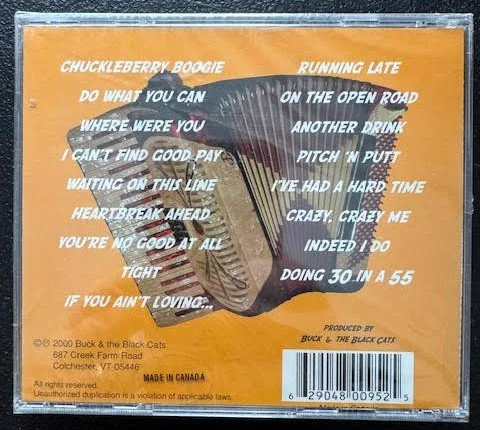 CHUCKLEBERRY BOOGIE
DO WHAT YOU CAN
WHERE WERE YOU
I CAN'T FIND GOOD PAY
WAITING ON THIS LINE
HEARTBREAK AHEAD
YOU'RE NO GOOD AT ALL
TIGHT
IF YOU AIN'T LOVING...
RUNNING LATE
ON THE OPEN ROAD
ANOTHER DRINK
PITCH 'N PUTT
I'VE HAD A HARD TIME
CRAZY, CRAZY ME
INDEED I DO
DOING 30 IN A 55
PRODUCED BY
BUCK & THE BLACK CATS
©℗ 2000 Buck & the Black Cats
687 Creek Farm Road
Colchester, VT 05446
MADE IN CANADA
All rights reserved.
Unauthorized duplication is a violation of applicable laws.
6 29048 00952 5